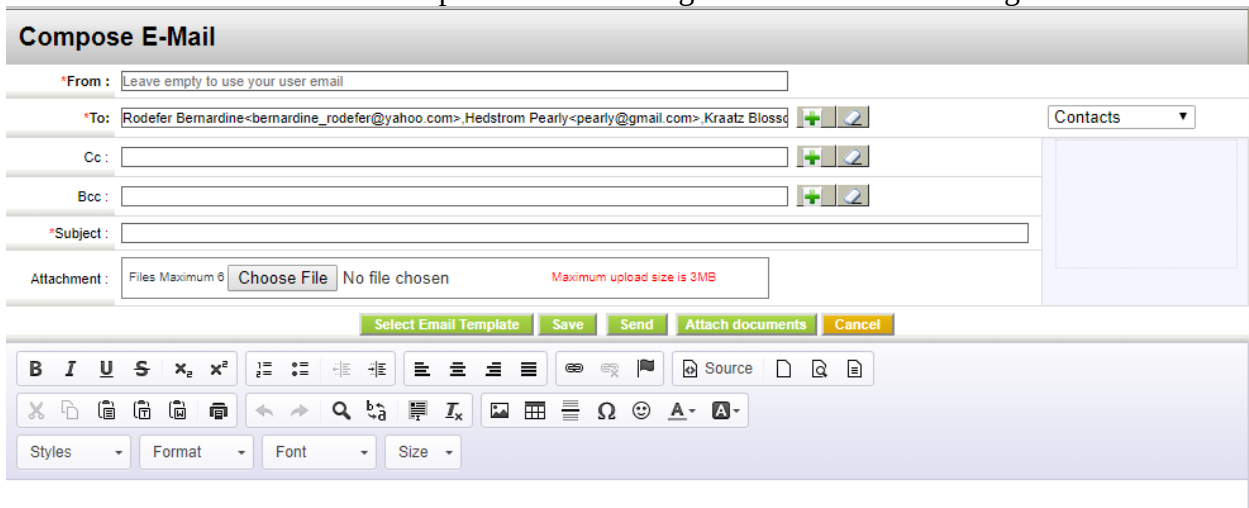 Compose E-Mail
*From : Leave empty to use your user email
*To: Rodefer Bernardine<bernardine_rodefer@yahoo.com>,Hedstrom Pearly<pearly@gmail.com>,Kraatz Contacts
Cc :
Bcc :
*Subject :
Attachment : Files Maximum 6 Choose File No file chosen Maximum upload size is 3MB
Select Email Template Save Send Attach documents Cancel
B I U S x₂ x² Source
Ω A A
Styles Format Font Size